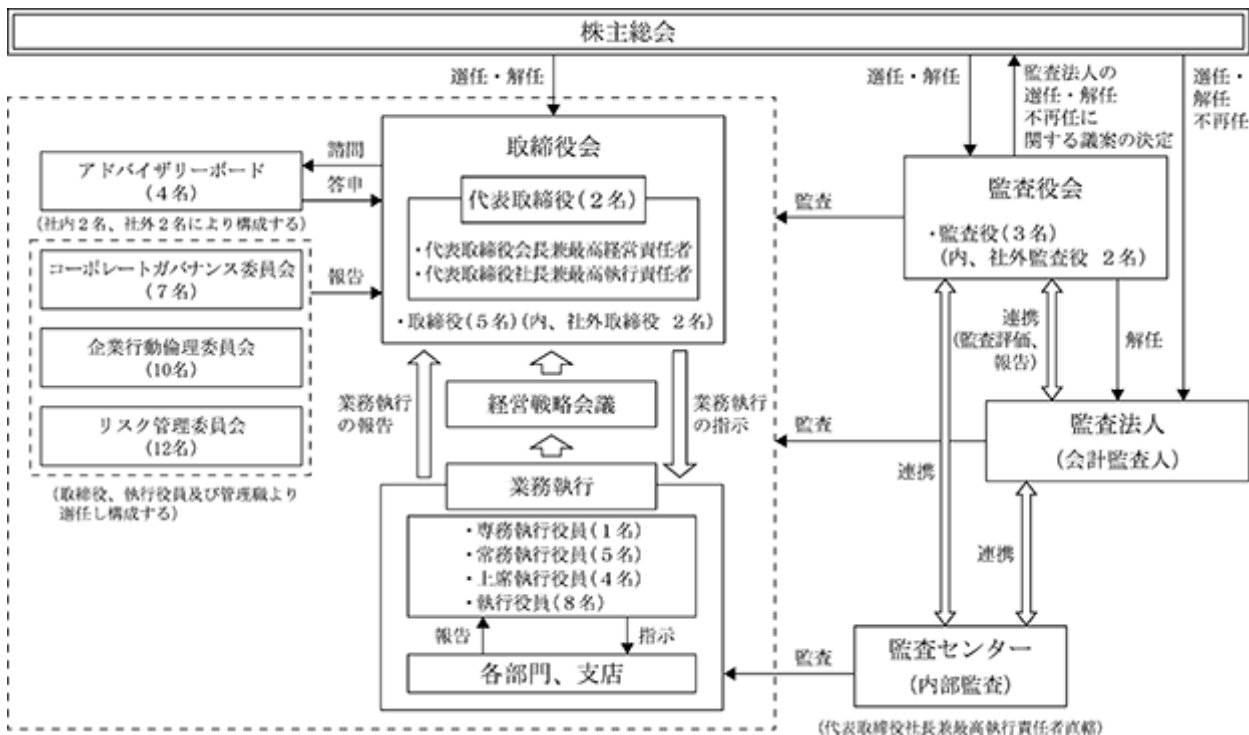 株主総会
選任・解任
選任・解任
監査法人の
選任・解任
不再任に
関する議案の決定
選任・
解任
不再任
取締役会
諮問
アドバイザリーボード
(4名)
答申
(社内2名、社外2名により構成する)
代表取締役(2名)
・代表取締役会長兼最高経営責任者
・代表取締役社長兼最高執行責任者
・取締役(5名)(内、社外取締役 2名)
監査
監査役会
・監査役(3名)
(内、社外監査役 2名)
コーポレートガバナンス委員会
(7名)
報告
企業行動倫理委員会
(10名)
リスク管理委員会
(12名)
(取締役、執行役員及び管理職より
選任し構成する)
業務執行
の報告
経営戦略会議
業務執行
の指示
連携
(監査評価、
報告)
解任
監査
監査法人
(会計監査人)
連携
連携
業務執行
・専務執行役員(1名)
・常務執行役員(5名)
・上席執行役員(4名)
・執行役員(8名)
報告
指示
各部門、支店
監査
監査センター
(内部監査)
(代表取締役社長兼最高執行責任者直轄)